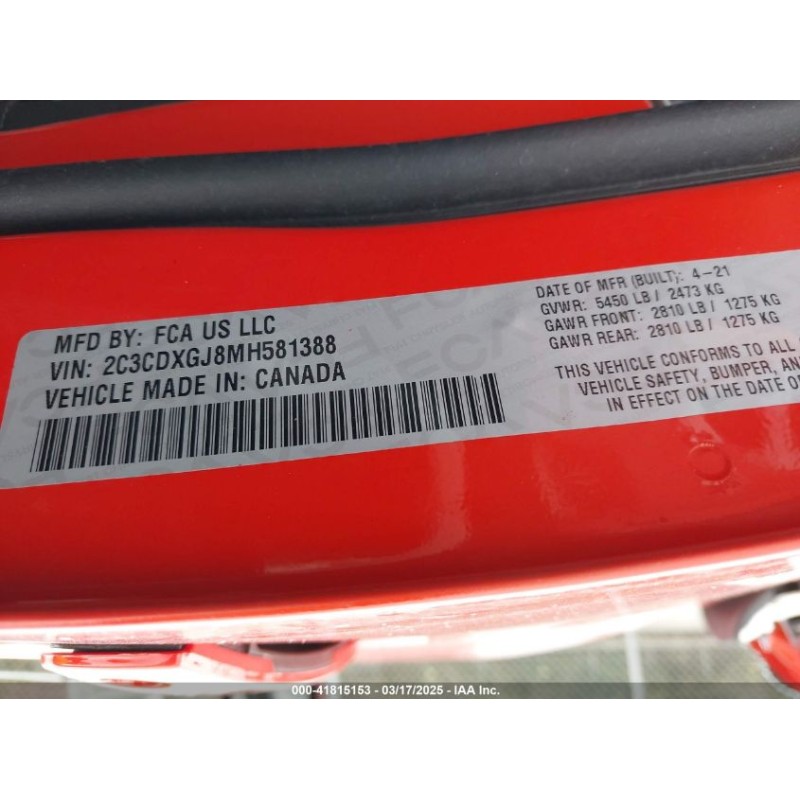 MFD BY: FCA US LLC
VIN: 2C3CDXGJ8MH581388
VEHICLE MADE IN: CANADA
DATE OF MFR (BUILT): 4-21
GVWR: 5450 LB / 2473 KG
GAWR FRONT: 2810 LB / 1275 KG
GAWR REAR: 2810 LB / 1275 KG
THIS VEHICLE CONFORMS TO ALL
VEHICLE SAFETY, BUMPER, AN
IN EFFECT ON THE DATE O
000-41815153 - 03/17/2025 - IAA Inc.